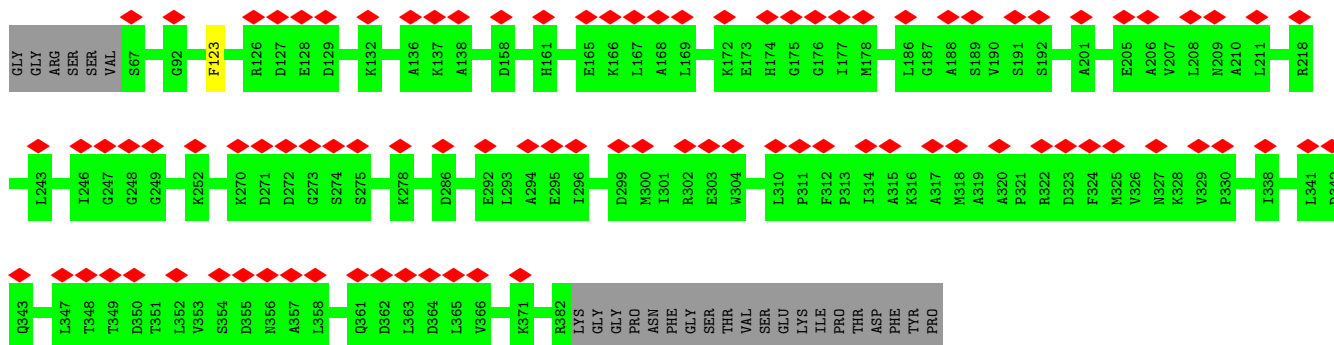 GLY GLY ARG SER SER VAL S67 G92 F123 R126 D127 E128 D129 K132 A136 K137 A138 D158 H161 E165 K166 L167 A168 L169 K172 E173 H174 G175 G176 I177 M178 L186 G187 A188 S189 V190 S191 S192 A201 E205 A206 V207 L208 N209 A210 L211 R218
L243 I246 G247 G248 G249 K252 K270 D271 D272 G273 S274 S275 K278 D286 E292 L293 A294 E295 I296 D299 M300 I301 R302 E303 W304 L310 P311 F312 P313 I314 A315 K316 A317 M318 A319 A320 P321 R322 D323 F324 M325 V326 N327 K328 V329 P330 I338 L341
Q343 L347 T348 T349 D350 T351 L352 V353 S354 D355 N356 A357 L358 Q361 D362 L363 D364 L365 V366 K371 R382 LYS GLY GLY PRO ASN PHE GLY SER THR VAL SER GLU LYS ILE PRO THR ASP PHE TYR PRO